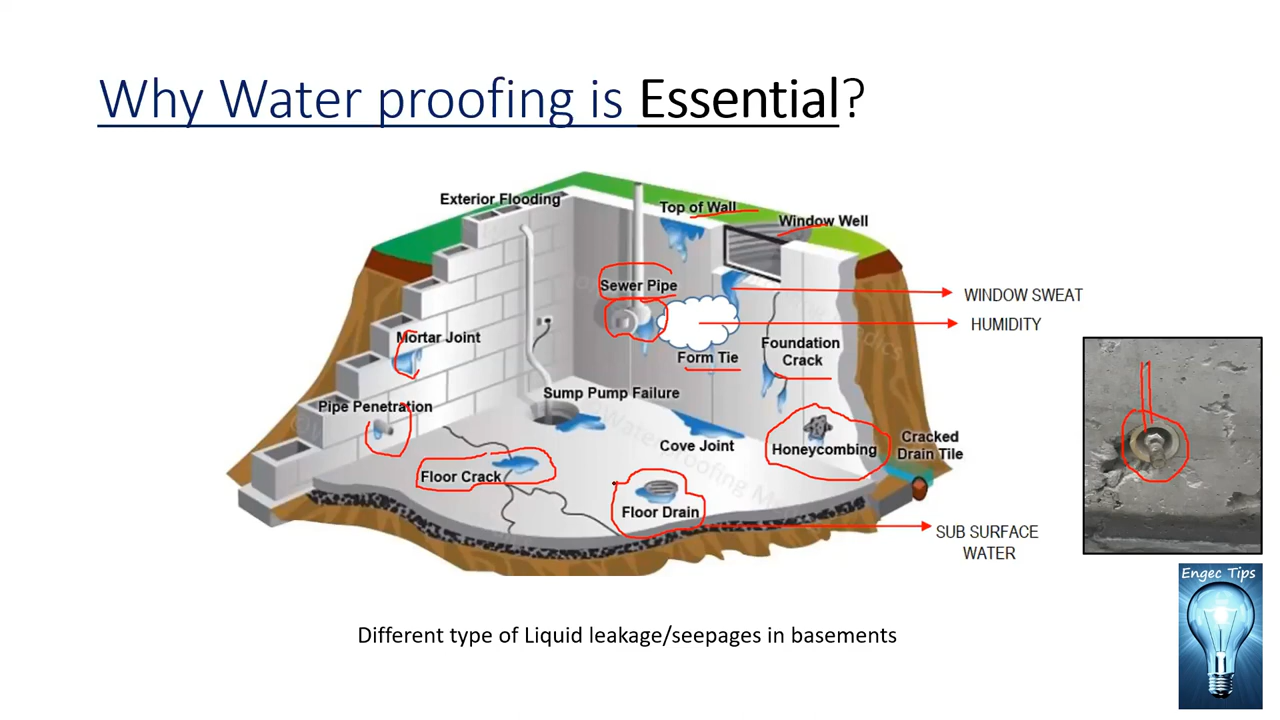 Why Water proofing is Essential?
Exterior Flooding
Top of Wall
Window Well
Sewer Pipe
WINDOW SWEAT
HUMIDITY
Mortar Joint
Form Tie
Foundation
Crack
Sump Pump Failure
Pipe Penetration
Cove Joint
Honeycombing
Cracked
Drain Tile
Floor Crack
Floor Drain
SUB SURFACE
WATER
Engec Tips
Different type of Liquid leakage/seepages in basements